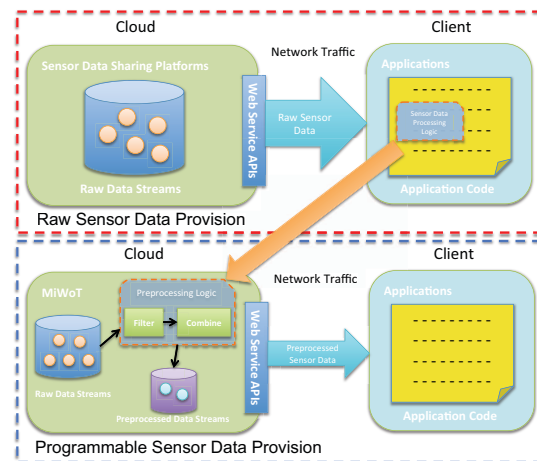 Cloud
Client
Sensor Data Sharing Platforms
Network Traffic
Applications
Web Service APIs
Raw Sensor
Data
Sensor Data
Processing
Logic
Raw Data Streams
Application Code
Raw Sensor Data Provision
Cloud
Client
Network Traffic
MiWoT
Preprocessing Logic
Applications
Filter
Combine
Web Service APIs
Preprocessed
Sensor Data
Raw Data Streams
Preprocessed Data Streams
Application Code
Programmable Sensor Data Provision